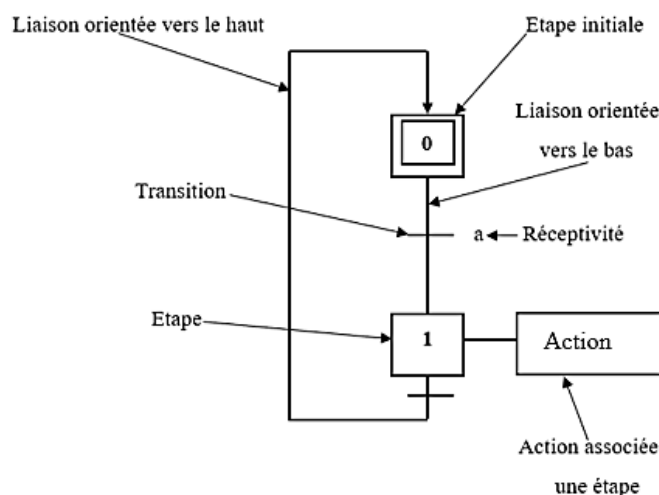 Liaison orientée vers le haut
Etape initiale
0
Liaison orientée
vers le bas
Transition
a
Réceptivité
Etape
1
Action
Action associée
une étape